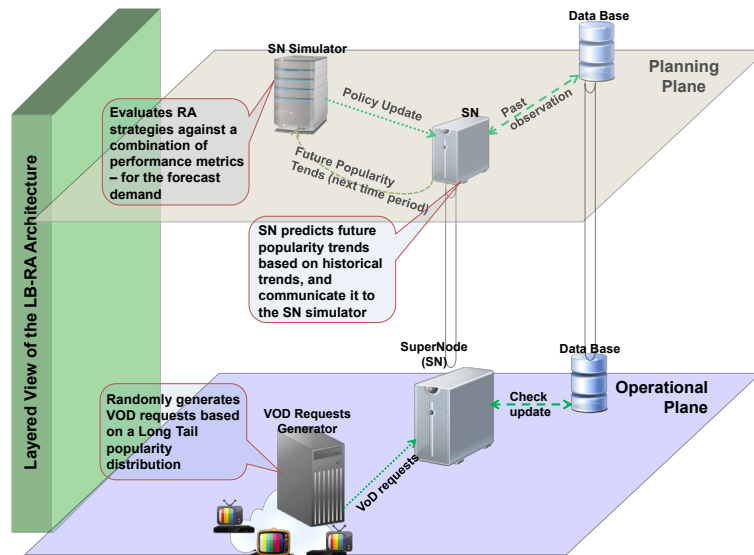 Layered View of the LB-RA Architecture
Data Base
SN Simulator
Planning
Plane
Evaluates RA
strategies against a
combination of
performance metrics
– for the forecast
demand
Policy Update
SN
Past
observation
Future Popularity
Tends (next time period)
SN predicts future
popularity trends
based on historical
trends, and
communicate it to
the SN simulator
SuperNode
(SN)
Data Base
Operational
Plane
Check
update
Randomly generates
VOD requests based
on a Long Tail
popularity
distribution
VOD Requests
Generator
VoD requests